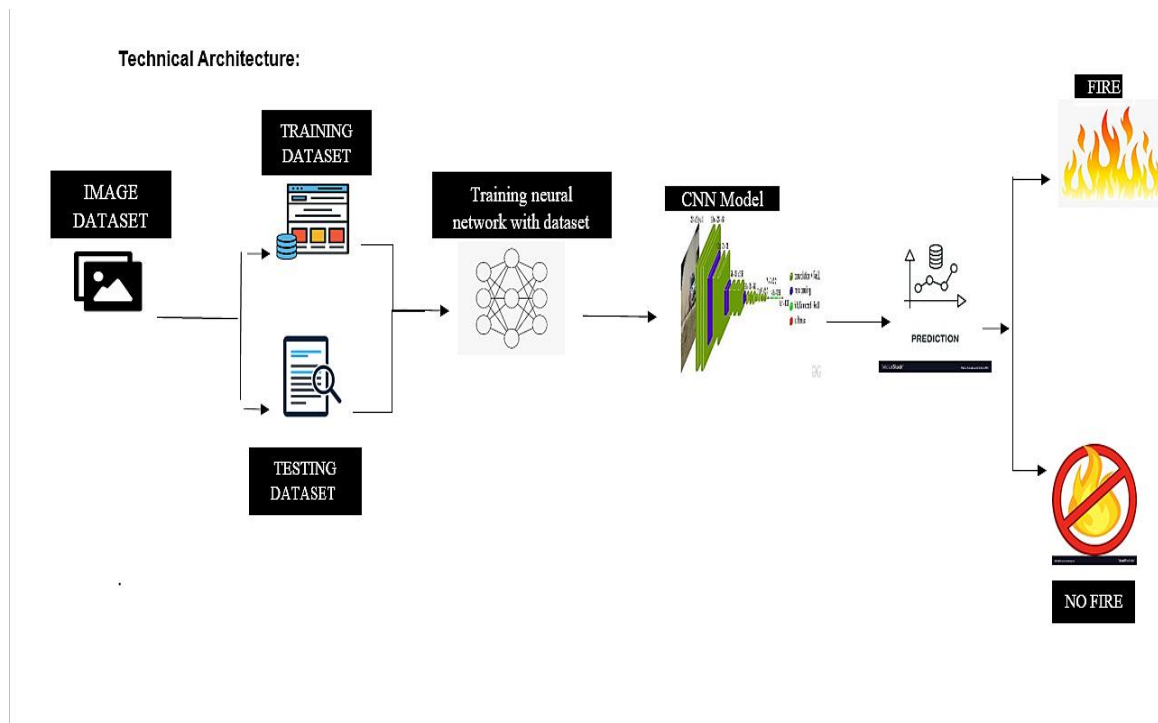 Technical Architecture:
FIRE
TRAINING
DATASET
IMAGE
DATASET
Training neural
network with dataset
CNN Model
PREDICTION
TESTING
DATASET
NO FIRE